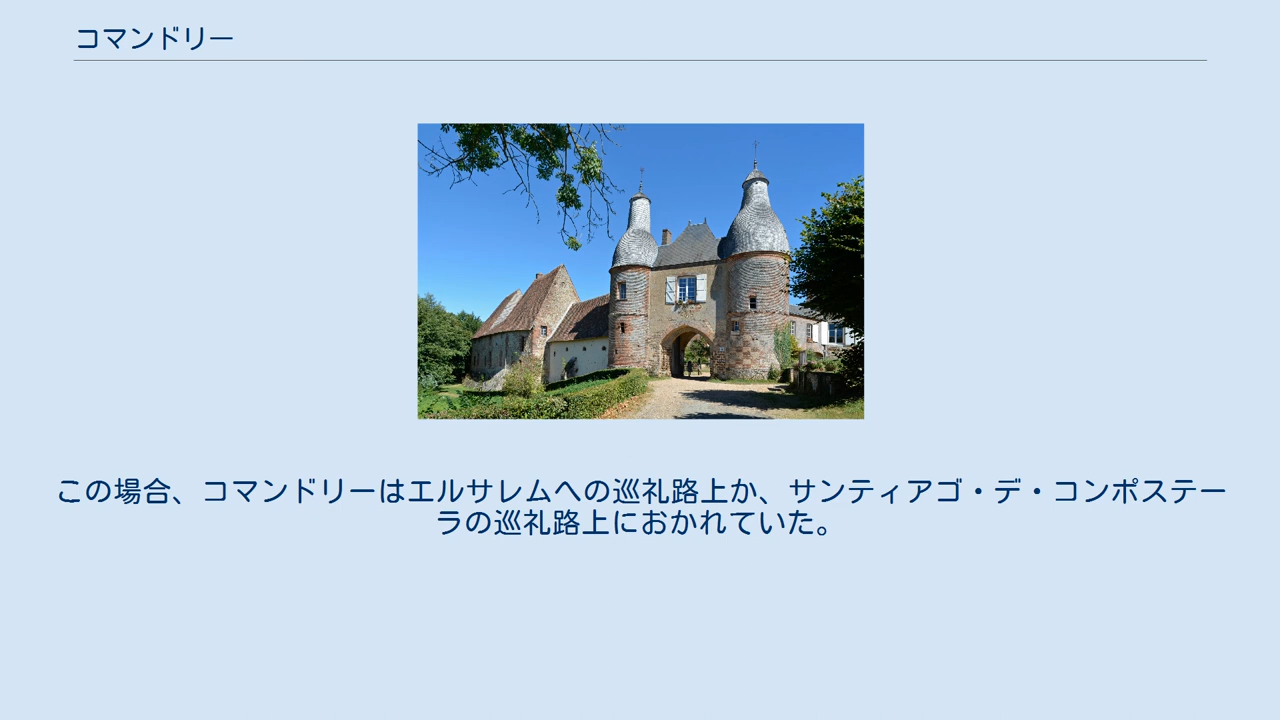 コマンドリー
この場合、コマンドリーはエルサレムへの巡礼路上か、サンティアゴ・デ・コンポステー
ラの巡礼路上におかれていた。